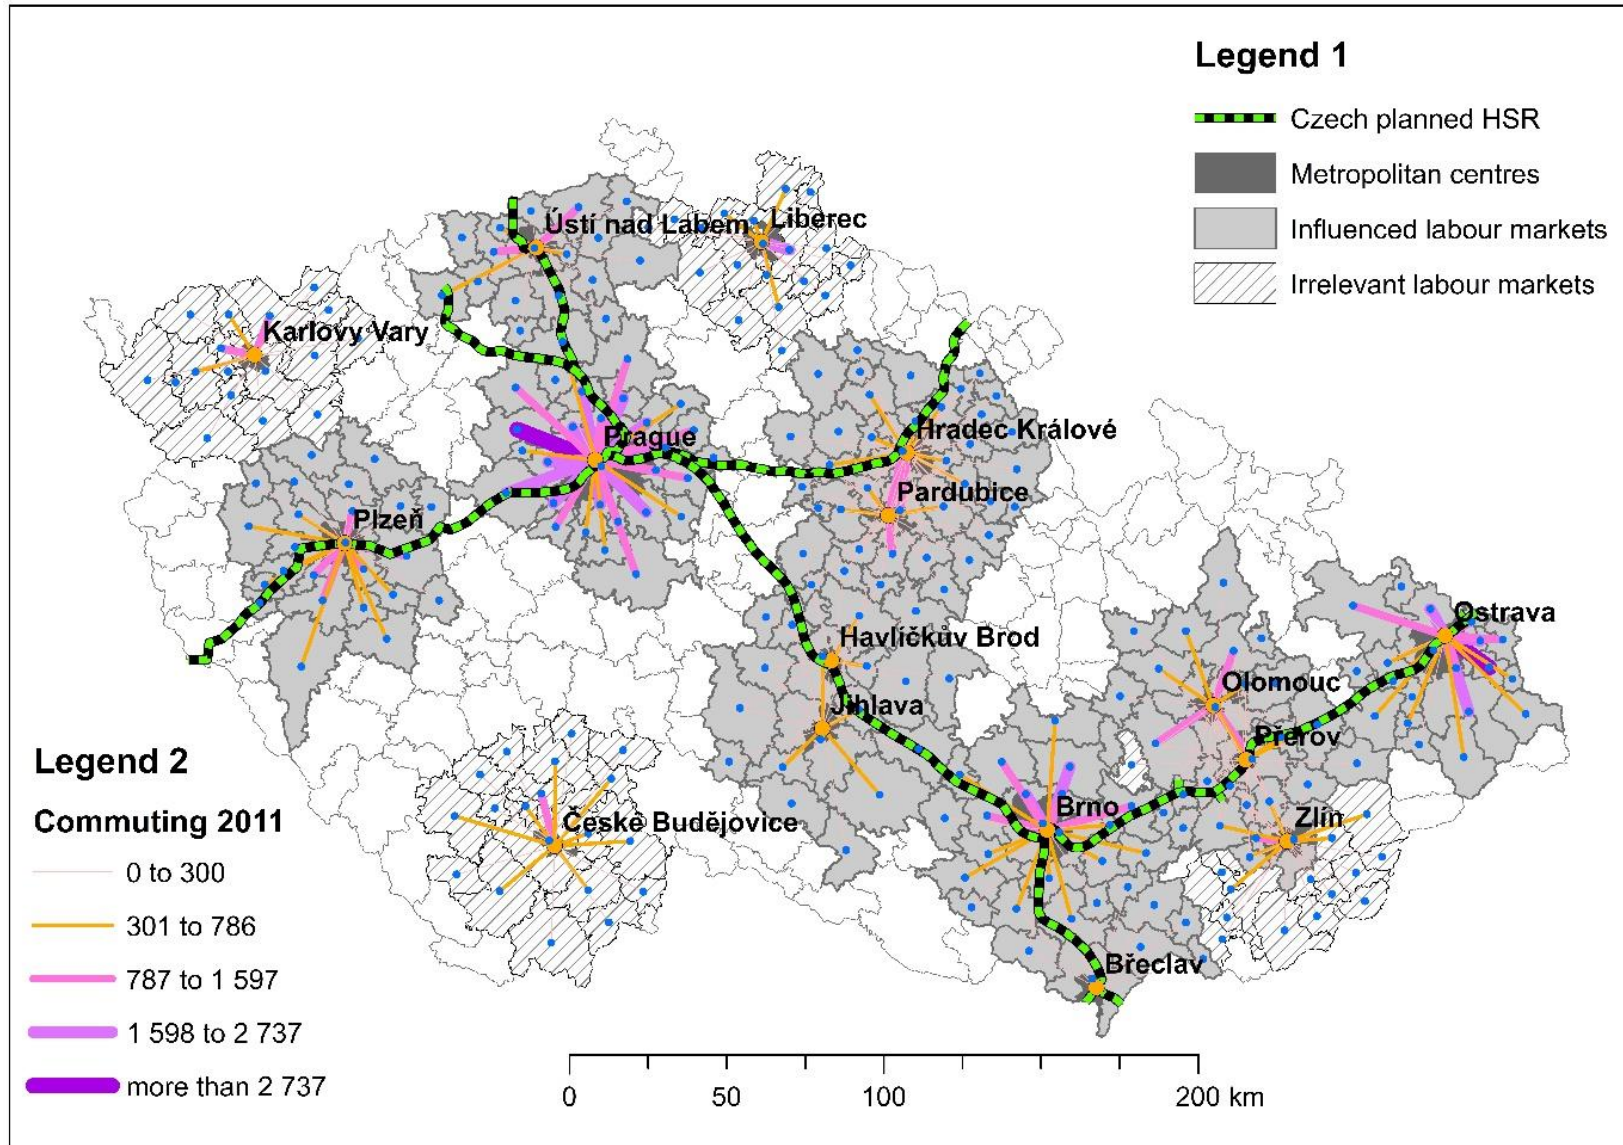 Legend 1
Czech planned HSR
Metropolitan centres
Influenced labour markets
Irrelevant labour markets
Ústí nad Labem
Liberec
Karlovy Vary
Prague
Hradec Králové
Pardubice
Plzeň
Havlíčkův Brod
Ostrava
Olomouc
Jihlava
Přerov
Brno
Zlín
České Budějovice
Břeclav
Legend 2
Commuting 2011
0 to 300
301 to 786
787 to 1 597
1 598 to 2 737
more than 2 737
0 50 100 200 km